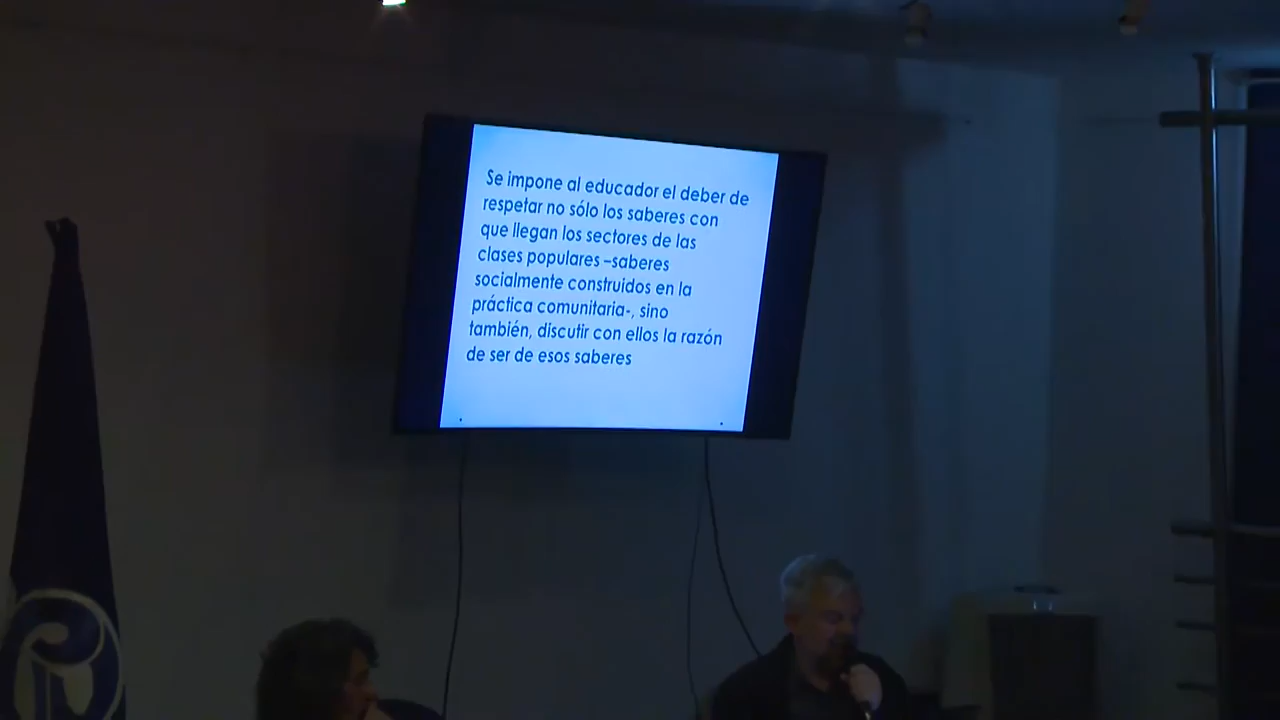 Se impone al educador el deber de
respetar no sólo los saberes con
que llegan los sectores de las
clases populares –saberes
socialmente construidos en la
práctica comunitaria-, sino
también, discutir con ellos la razón
de ser de esos saberes